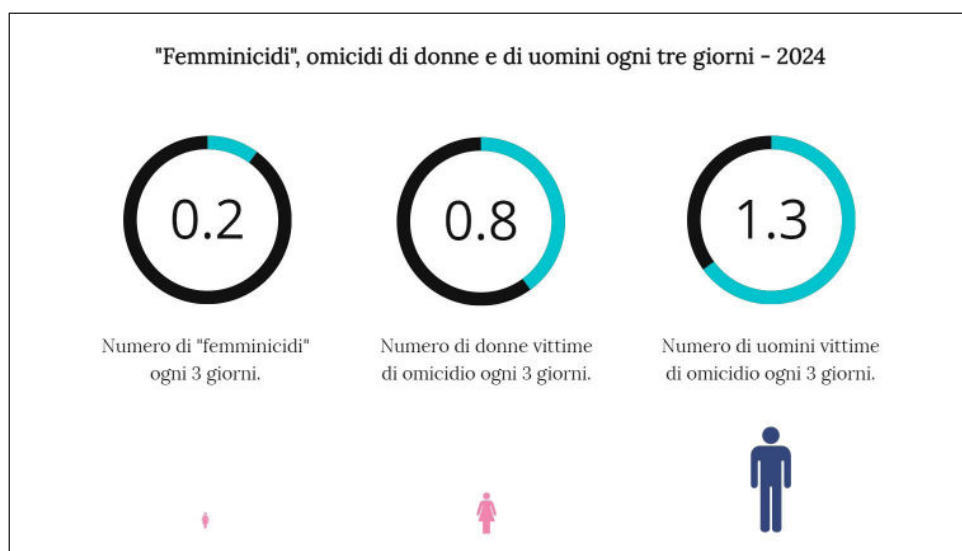 "Femminicidi", omicidi di donne e di uomini ogni tre giorni - 2024
0.2
0.8
1.3
Numero di "femminicidi"
ogni 3 giorni.
Numero di donne vittime
di omicidio ogni 3 giorni.
Numero di uomini vittime
di omicidio ogni 3 giorni.